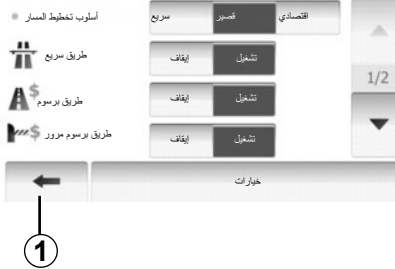 أسلوب تخطيط المسار سريع قصير اقتصادي
طريق سريع إيقاف تشغيل
1/2
طريق برسوم إيقاف تشغيل
طريق برسوم مرور إيقاف تشغيل
خيارات
1